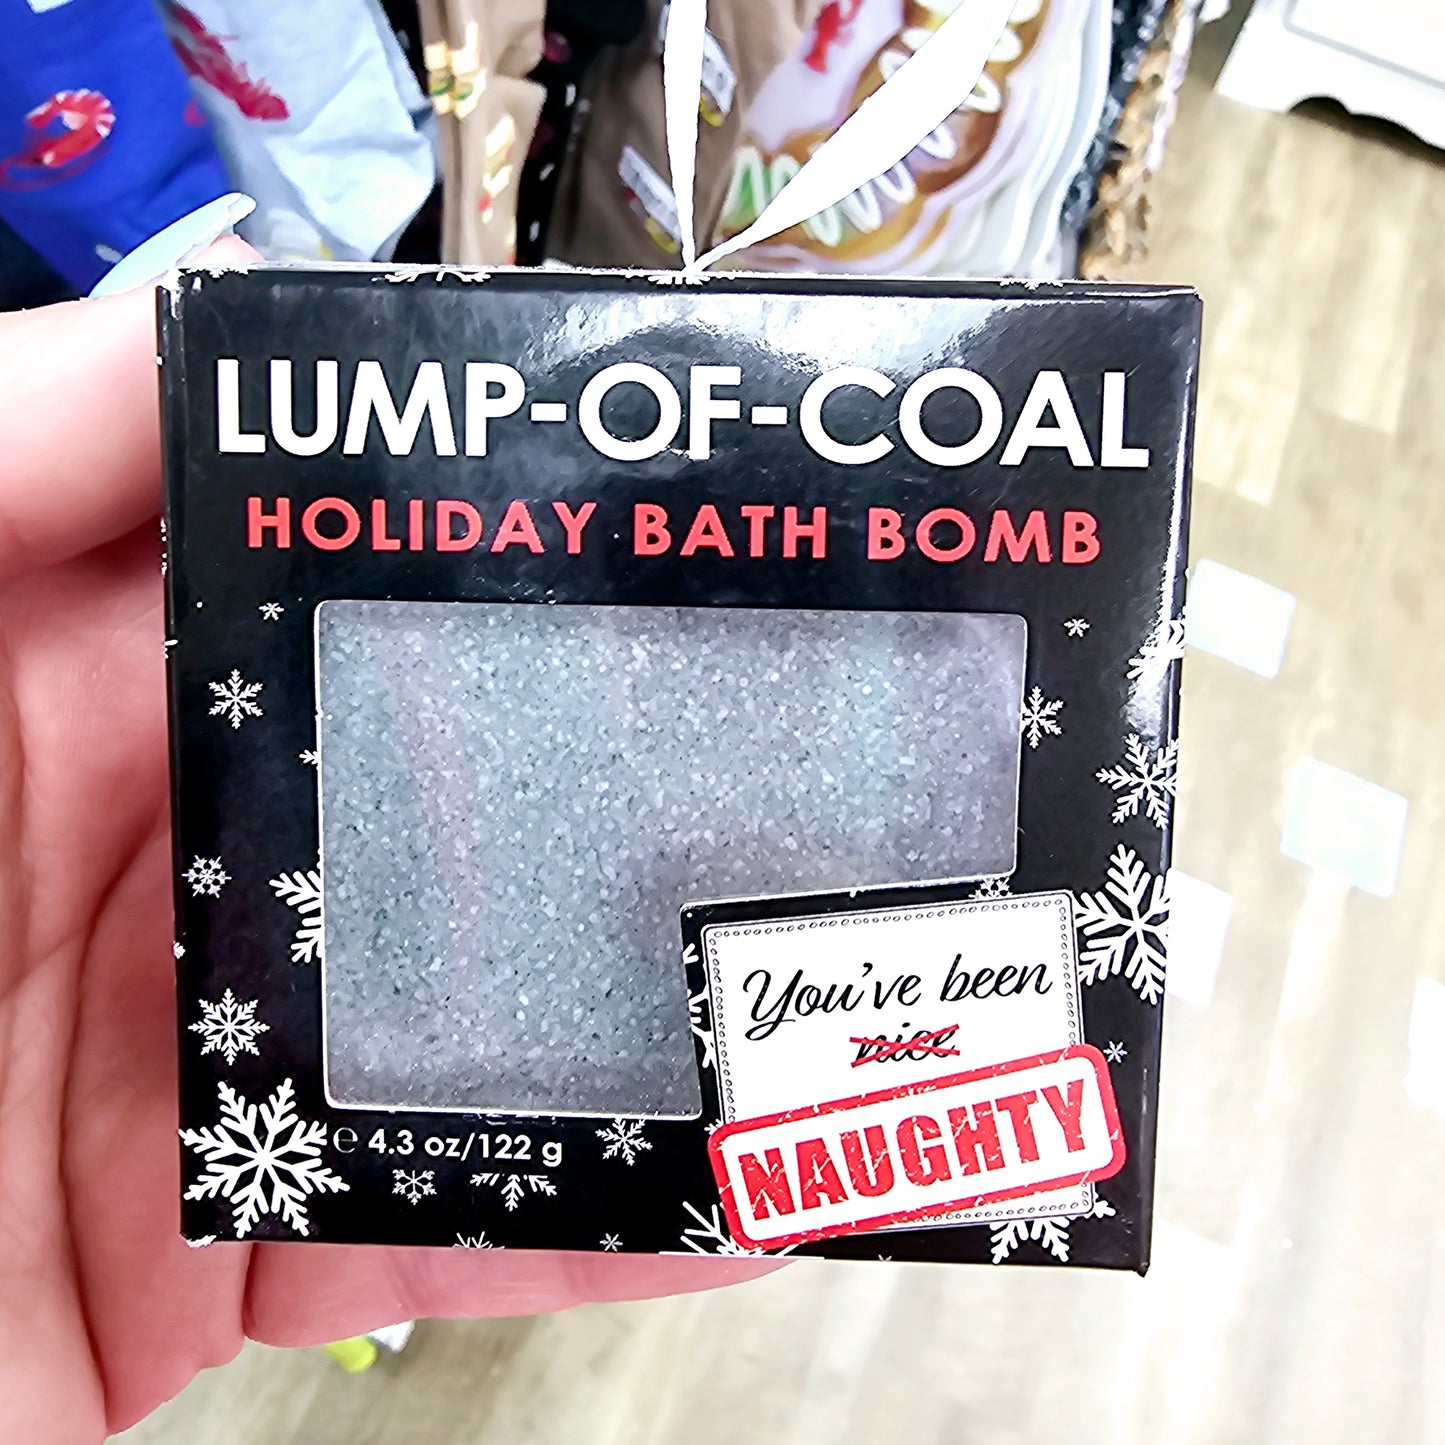 LUMP-OF-COAL
HOLIDAY BATH BOMB
You've been
nice
NAUGHTY
℮ 4.3 oz/122 g